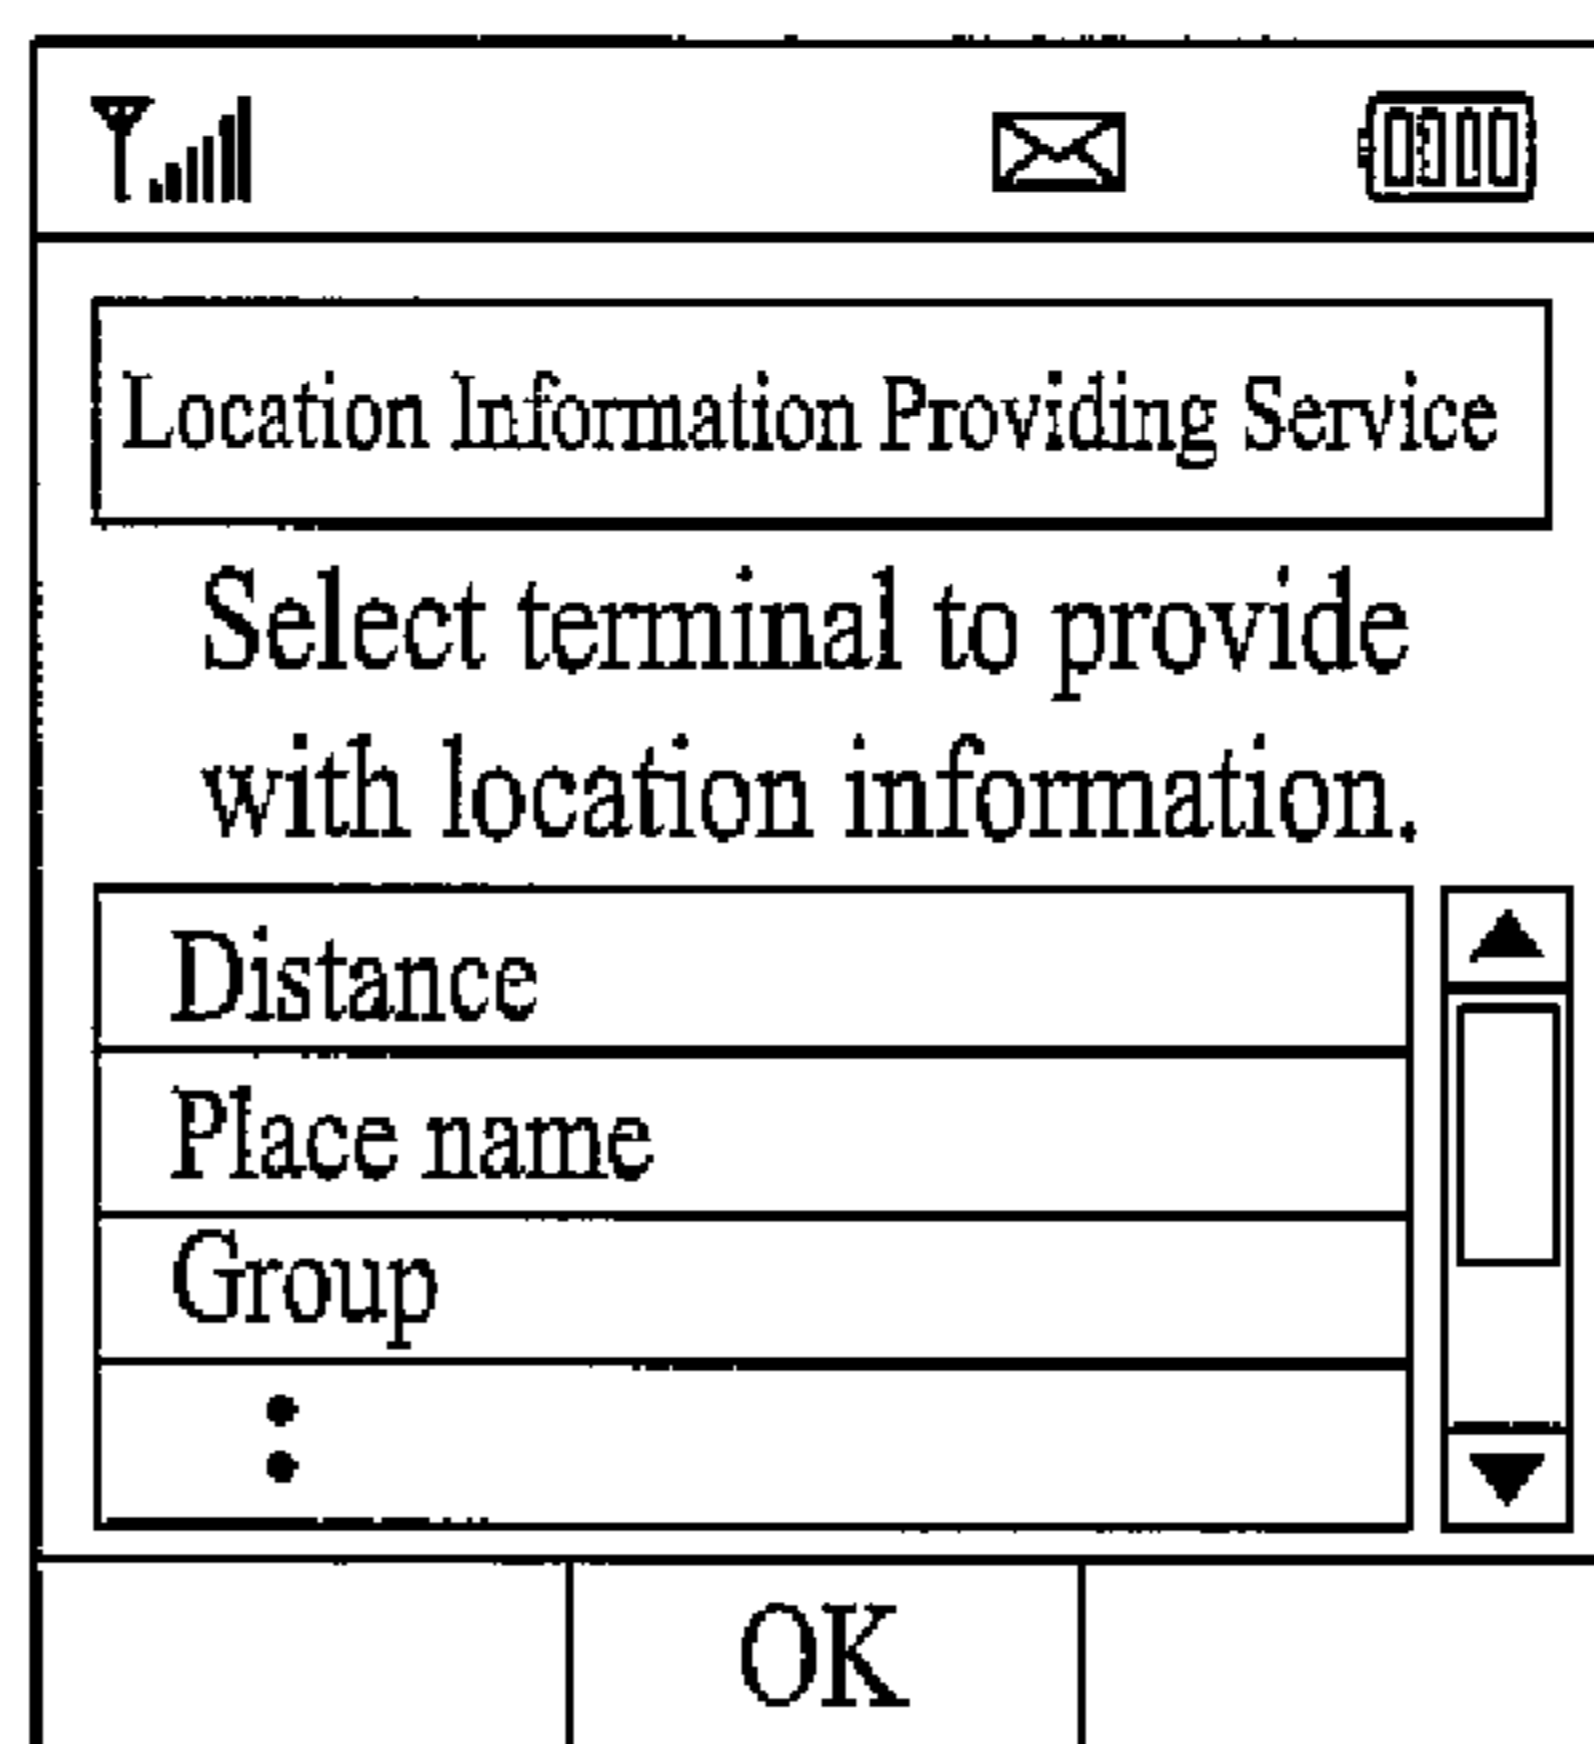 Location Information Providing Service
Select terminal to provide
with location information.
Distance
Place name
Group
OK